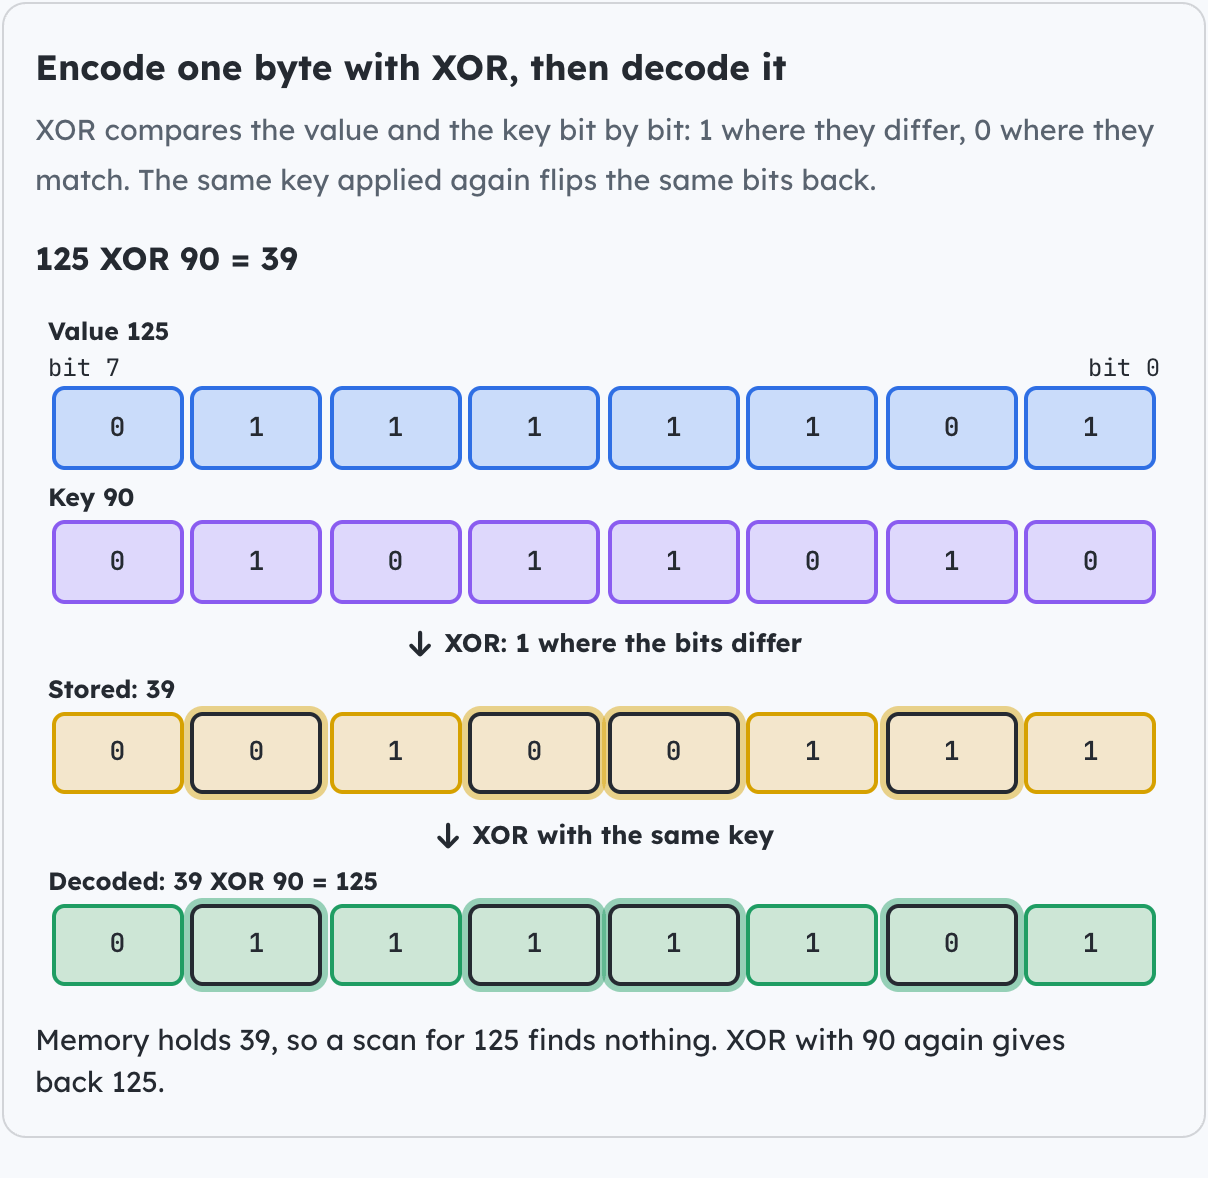 Encode one byte with XOR, then decode it
XOR compares the value and the key bit by bit: 1 where they differ, 0 where they
match. The same key applied again flips the same bits back.
125 XOR 90 = 39
Value 125
bit 7 bit 0
0 1 1 1 1 1 0 1
Key 90
0 1 0 1 1 0 1 0
↓ XOR: 1 where the bits differ
Stored: 39
0 0 1 0 0 1 1 1
↓ XOR with the same key
Decoded: 39 XOR 90 = 125
0 1 1 1 1 1 0 1
Memory holds 39, so a scan for 125 finds nothing. XOR with 90 again gives
back 125.